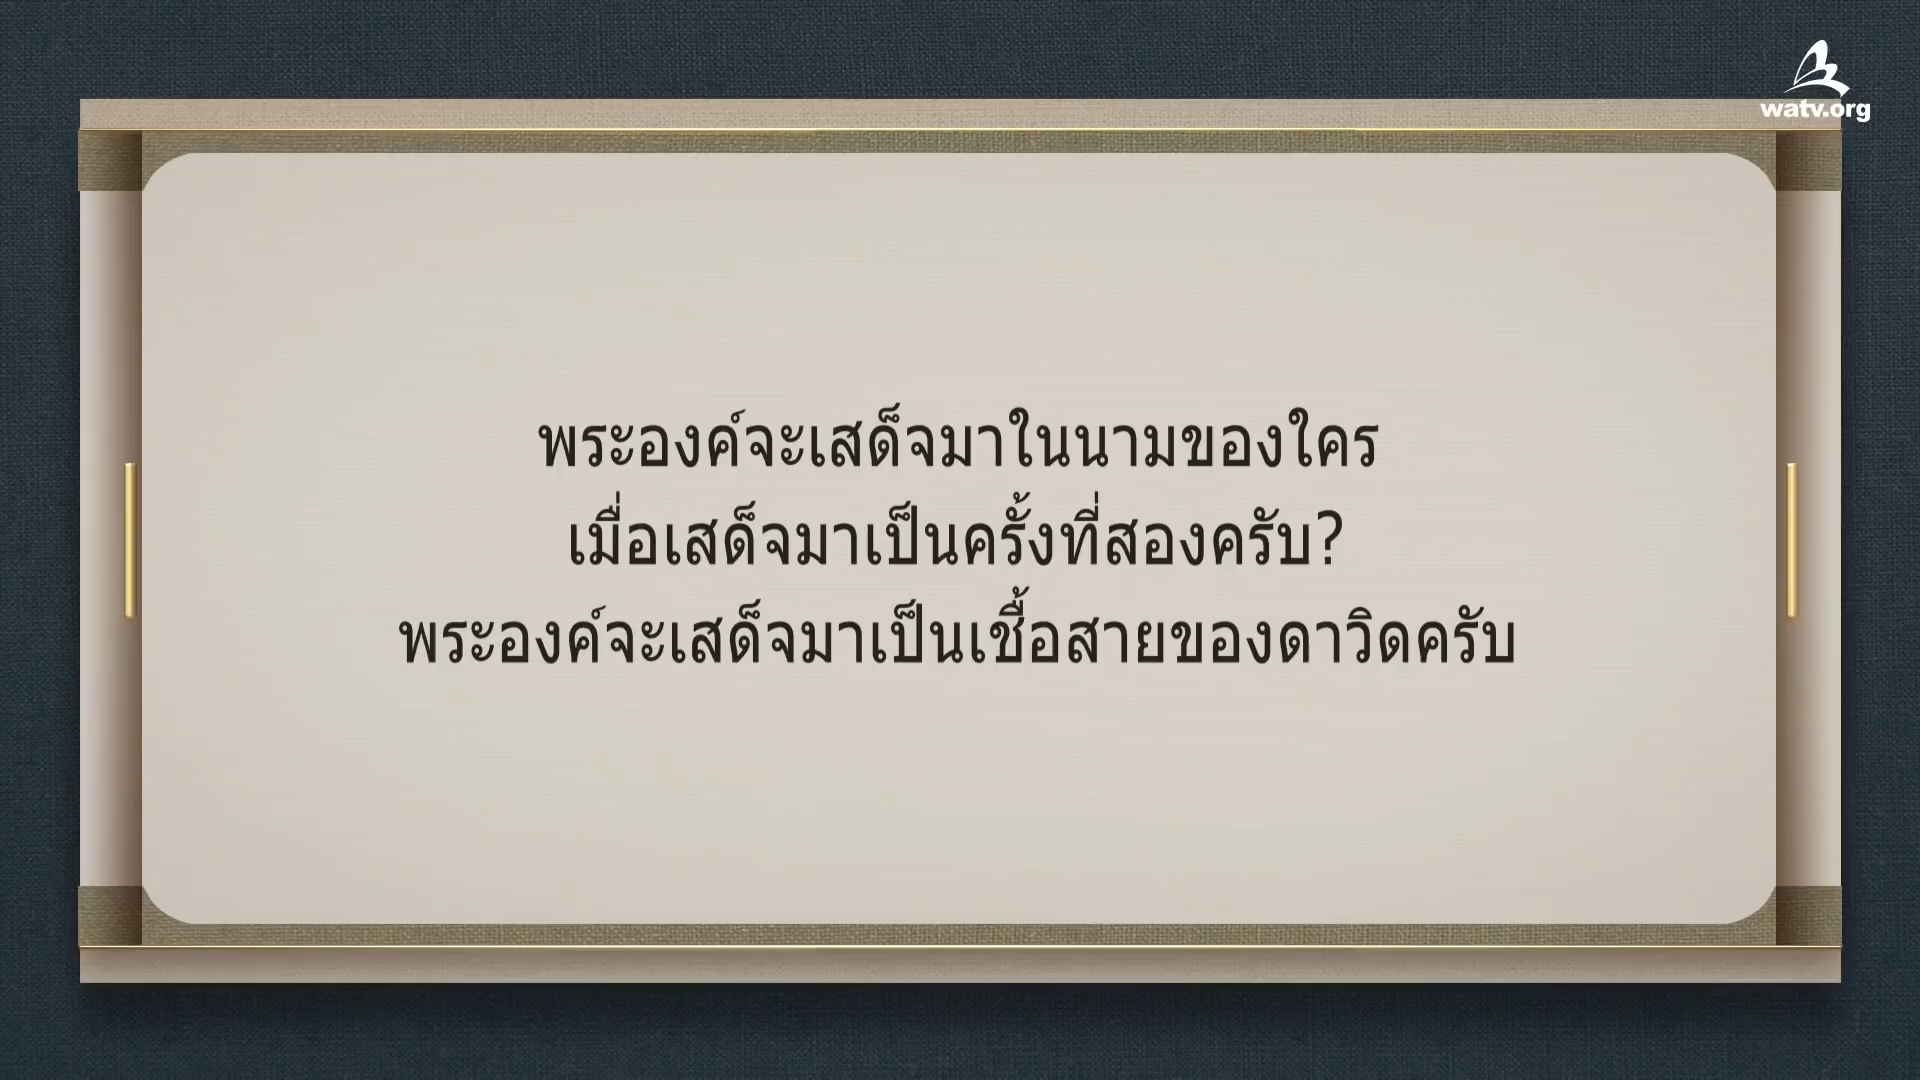 watv.org
พระองค์จะเสด็จมาในนามของใคร
เมื่อเสด็จมาเป็นครั้งที่สองครับ?
พระองค์จะเสด็จมาเป็นเชื้อสายของดาวิดครับ